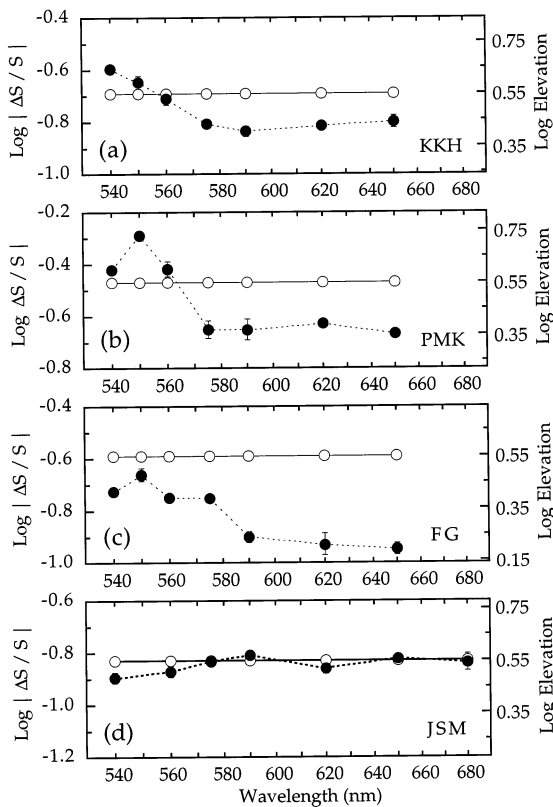 Log | ΔS / S |
-0.4
-0.6
-0.8
-1.0
(a)
KKH
0.75
0.55
0.35
Log Elevation
540 560 580 600 620 640 660 680
Log ΔS / S |
-0.2
-0.4
-0.6
-0.8
(b)
PMK
0.75
0.55
0.35
Log Elevation
540 560 580 600 620 640 660 680
Log | ΔS / S |
-0.4
-0.6
-0.8
-1.0
(c)
FG
0.55
0.35
0.15
Log Elevation
540 560 580 600 620 640 660 680
Log | ΔS / S |
-0.6
-0.8
-0.9
-1.2
(d)
JSM
0.75
0.55
0.35
Log Elevation
540 560 580 600 620 640 660 680
Wavelength (nm)